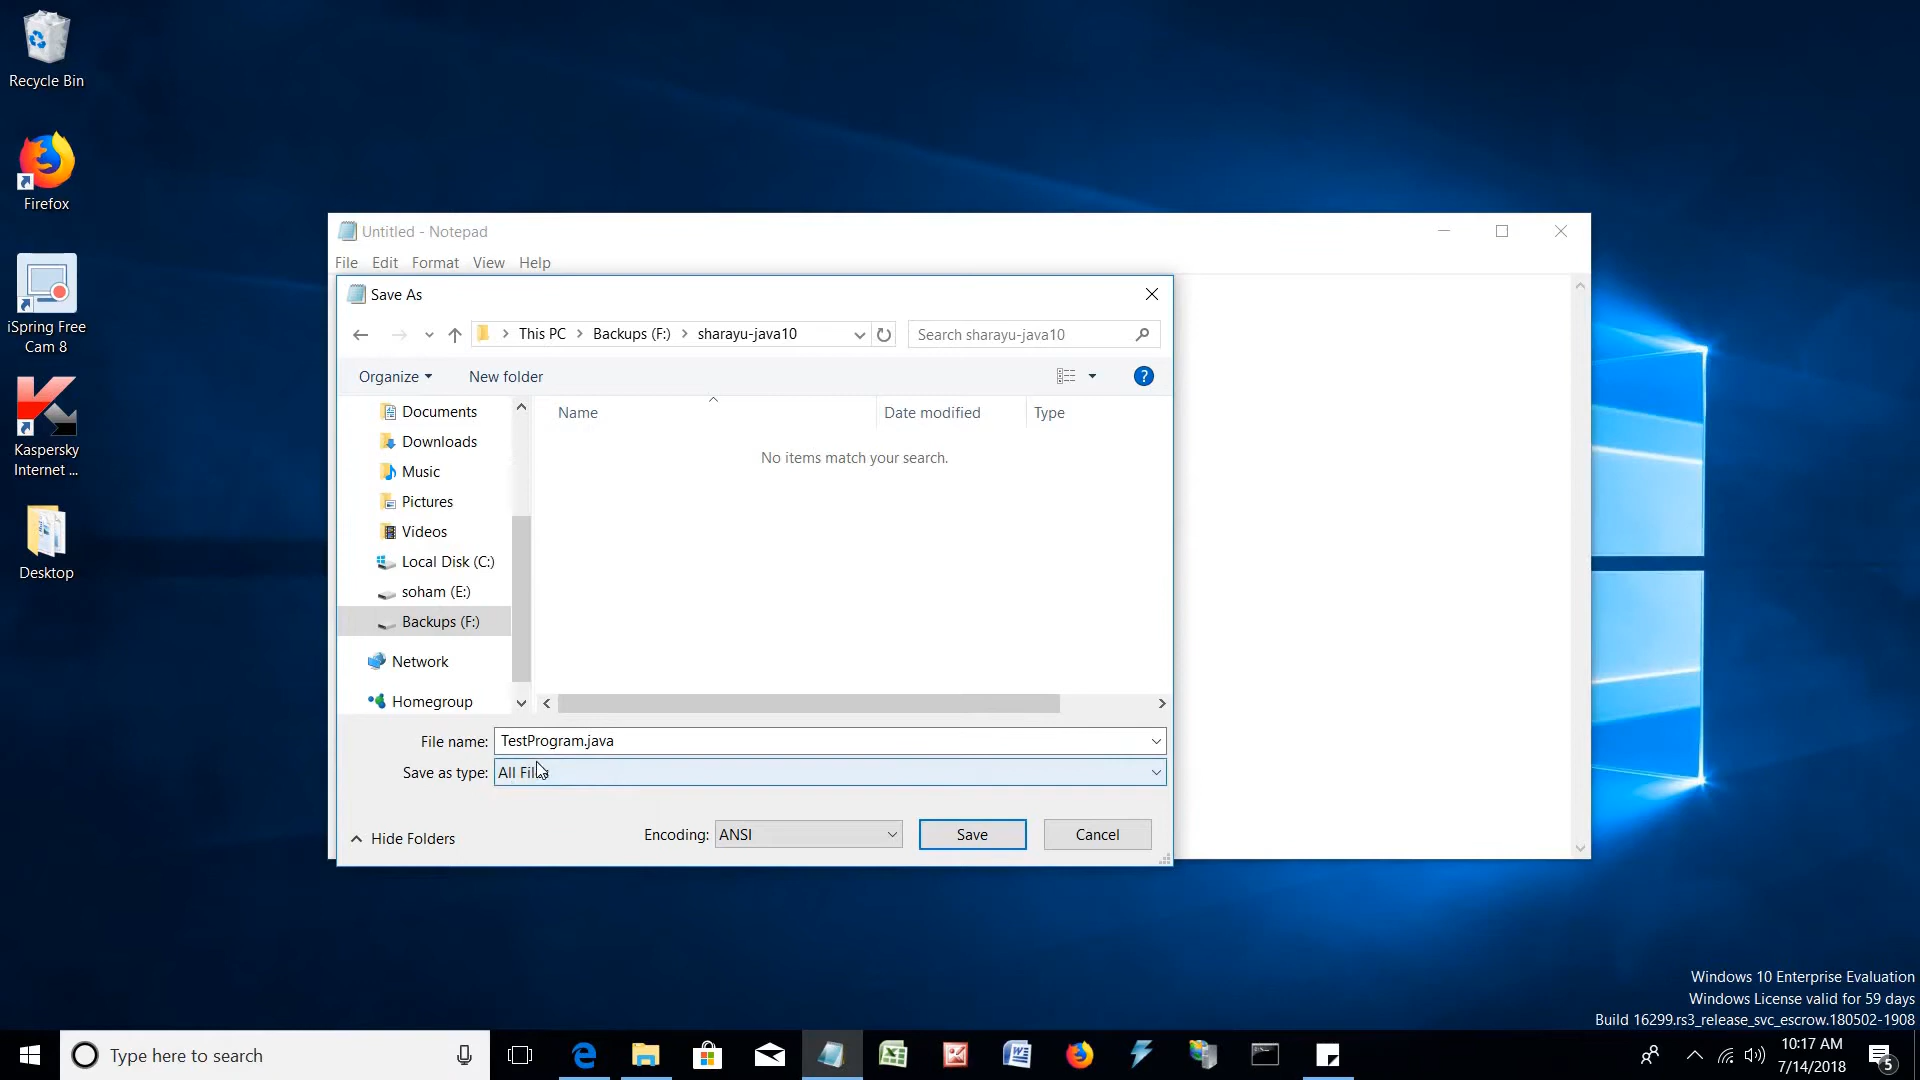 Recycle Bin
Firefox
iSpring Free
Cam 8
Kaspersky
Internet ...
Desktop
Untitled - Notepad
File Edit Format View Help
Save As
This PC > Backups (F:) > sharayu-java10
Search sharayu-java10
Organize
New folder
?
Name
Date modified
Type
No items match your search.
Documents
Downloads
Music
Pictures
Videos
Local Disk (C:)
soham (E:)
Backups (F:)
Network
Homegroup
File name: TestProgram.java
Save as type: All Files
Hide Folders
Encoding: ANSI
Save
Cancel
Windows 10 Enterprise Evaluation
Windows License valid for 59 days
Build 16299.rs3_release_svc_escrow.180502-1908
Type here to search
10:17 AM
7/14/2018
5